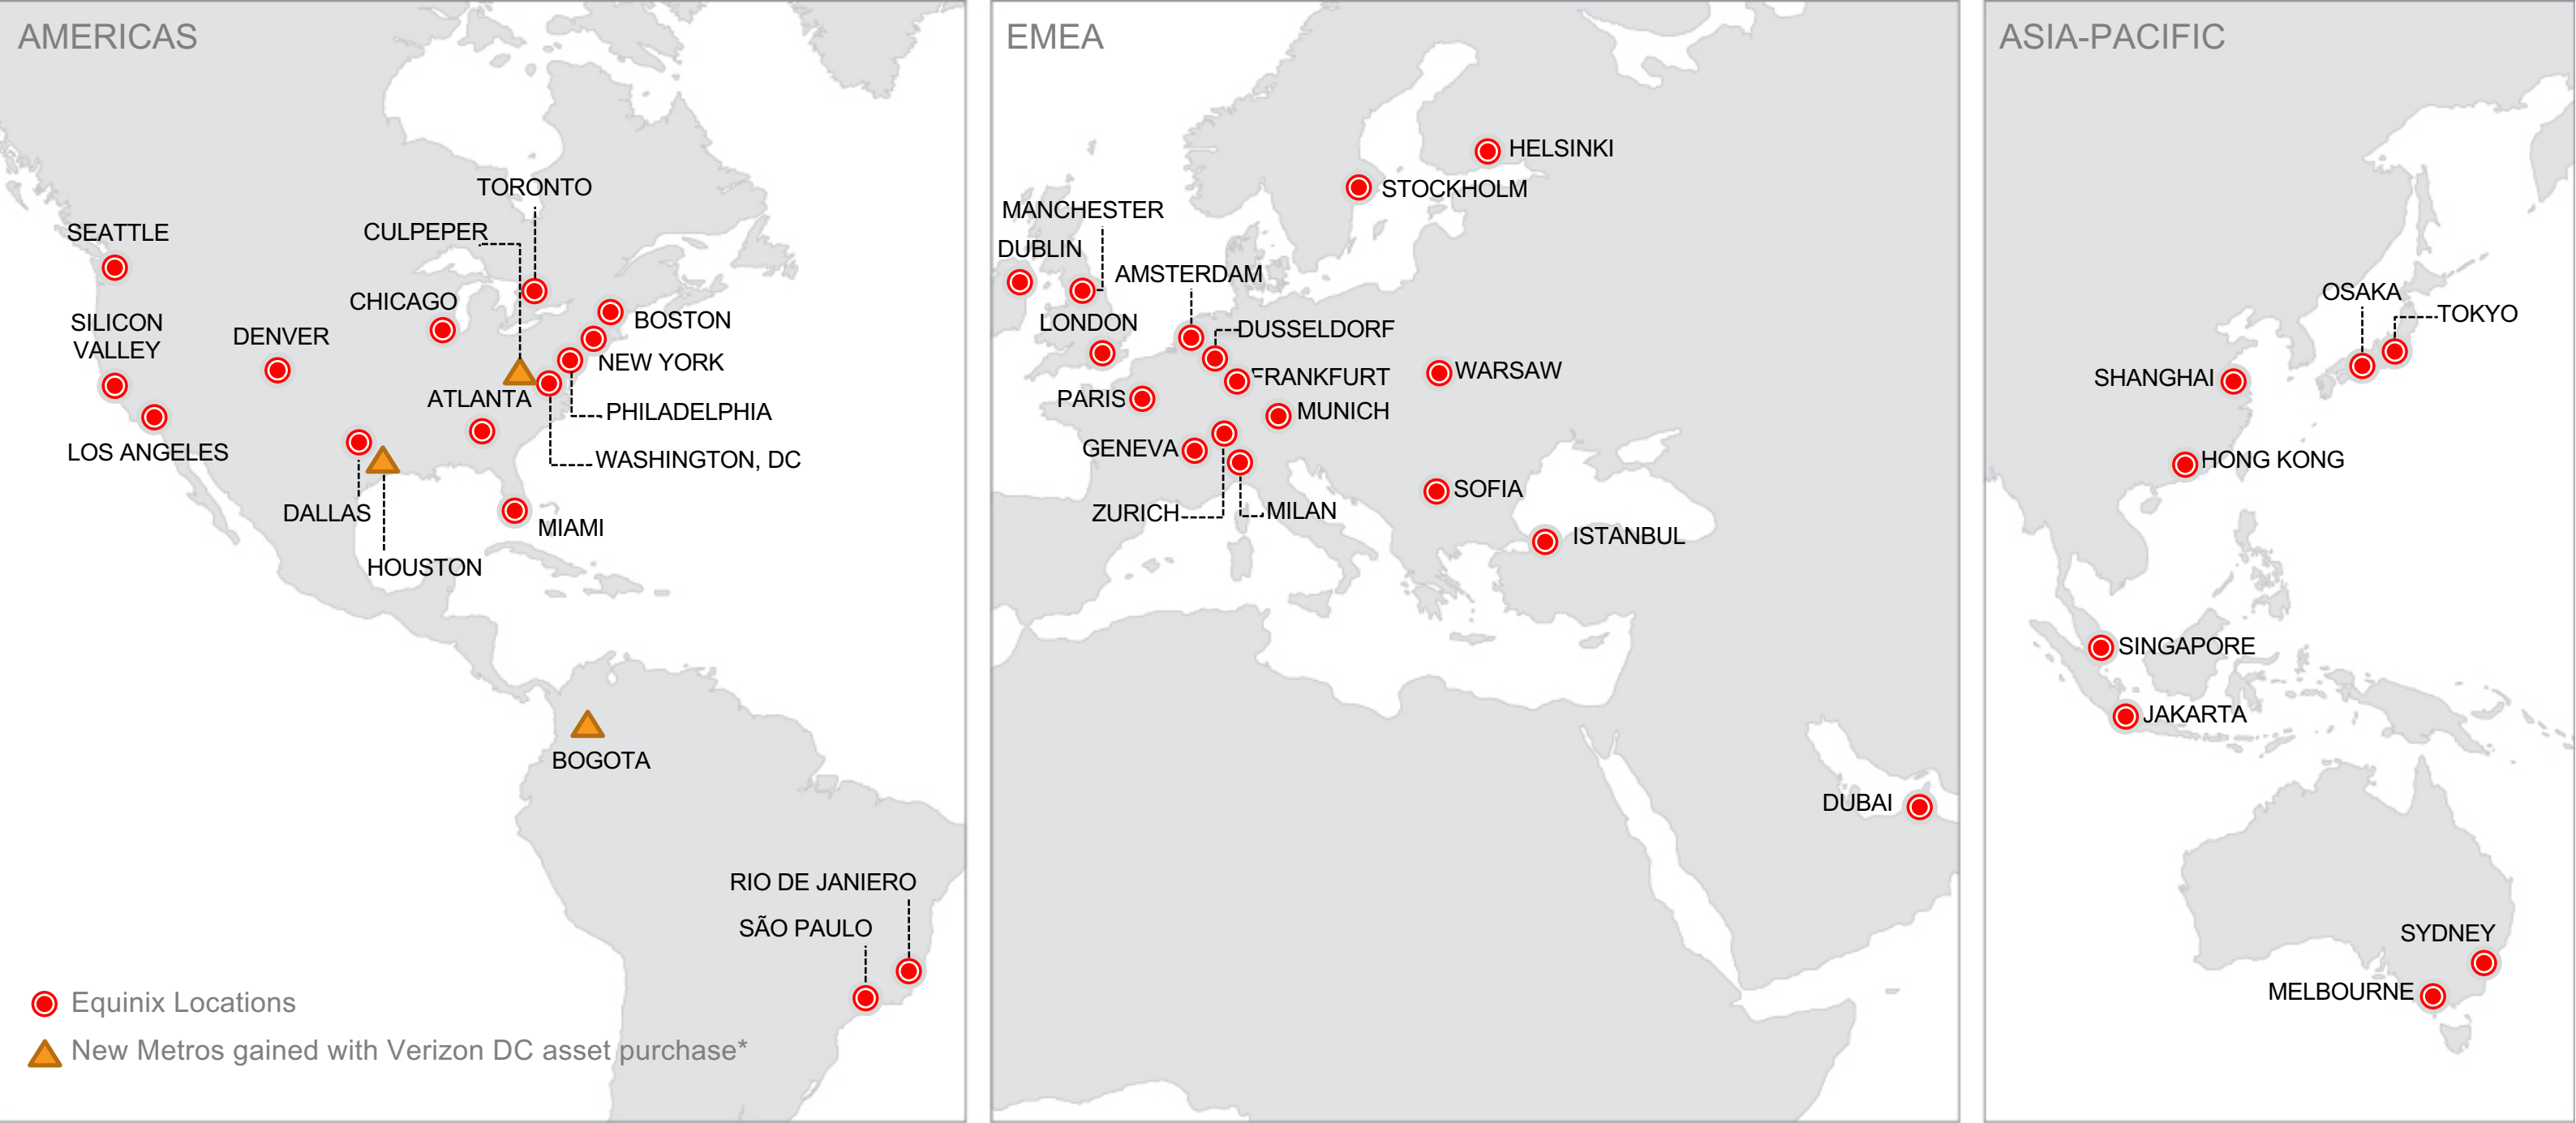 AMERICAS
TORONTO
CULPEPER
SEATTLE
CHICAGO
SILICON
VALLEY
DENVER
BOSTON
NEW YORK
ATLANTA
PHILADELPHIA
LOS ANGELES
WASHINGTON, DC
DALLAS
MIAMI
HOUSTON
BOGOTA
RIO DE JANIERO
SÃO PAULO
Equinix Locations
New Metros gained with Verizon DC asset purchase*
EMEA
HELSINKI
STOCKHOLM
MANCHESTER
DUBLIN
AMSTERDAM
LONDON
DUSSELDORF
WARSAW
FRANKFURT
PARIS
MUNICH
GENEVA
SOFIA
ZURICH
MILAN
ISTANBUL
DUBAI
ASIA-PACIFIC
OSAKA
TOKYO
SHANGHAI
HONG KONG
SINGAPORE
JAKARTA
SYDNEY
MELBOURNE